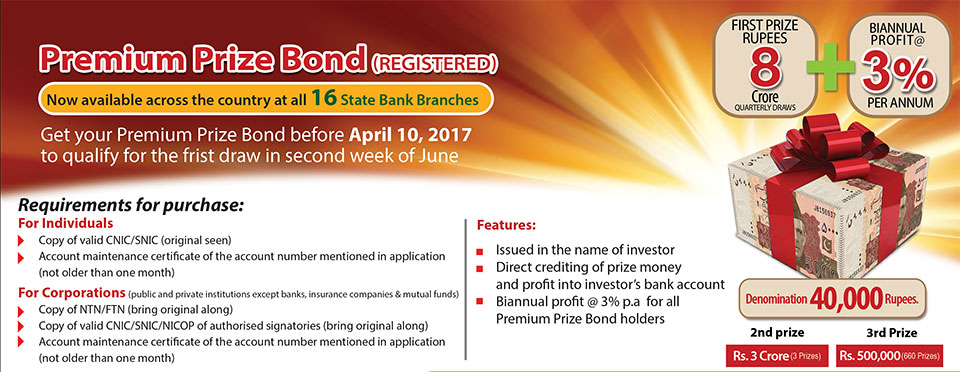 Premium Prize Bond (REGISTERED)
Now available across the country at all 16 State Bank Branches
Get your Premium Prize Bond before April 10, 2017
to qualify for the frist draw in second week of June
FIRST PRIZE
RUPEES
8
Crore
QUARTERLY DRAWS
+
BIANNUAL
PROFIT@
3%
PER ANNUM
Requirements for purchase:
For Individuals
Copy of valid CNIC/SNIC (original seen)
Account maintenance certificate of the account number mentioned in application
(not older than one month)
For Corporations (public and private institutions except banks, insurance companies & mutual funds)
Copy of NTN/FTN (bring original along)
Copy of valid CNIC/SNIC/NICOP of authorised signatories (bring original along)
Account maintenance certificate of the account number mentioned in application
(not older than one month)
Features:
Issued in the name of investor
Direct crediting of prize money
and profit into investor's bank account
Biannual profit @ 3% p.a for all
Premium Prize Bond holders
Denomination 40,000 Rupees.
2nd prize
Rs. 3 Crore (3 Prizes)
3rd Prize
Rs. 500,000 (660 Prizes)